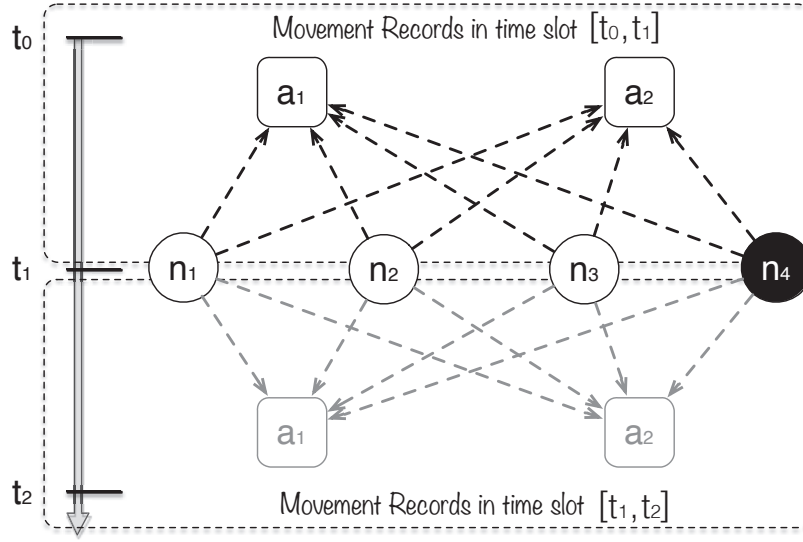 t0
Movement Records in time slot [t0,t1]
a1 a2
t1
n1 n2 n3 n4
a1 a2
t2
Movement Records in time slot [t1,t2]